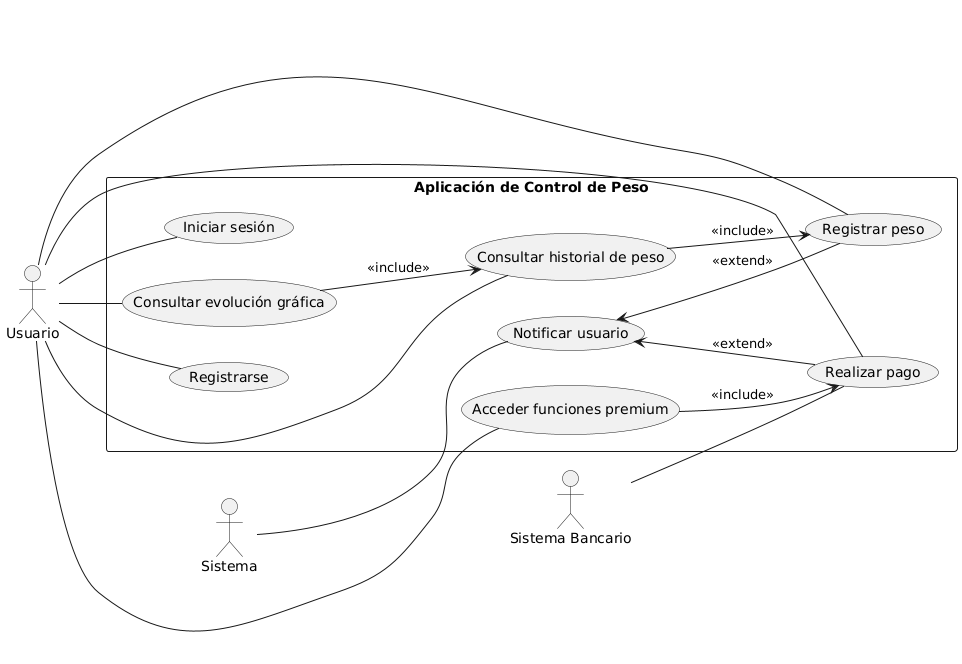 Aplicación de Control de Peso
Iniciar sesión
Registrar peso
«include»
Consultar historial de peso
«extend»
«include»
Consultar evolución gráfica
Usuario
Notificar usuario
«extend»
Registrarse
Realizar pago
«include»
Acceder funciones premium
Sistema Bancario
Sistema